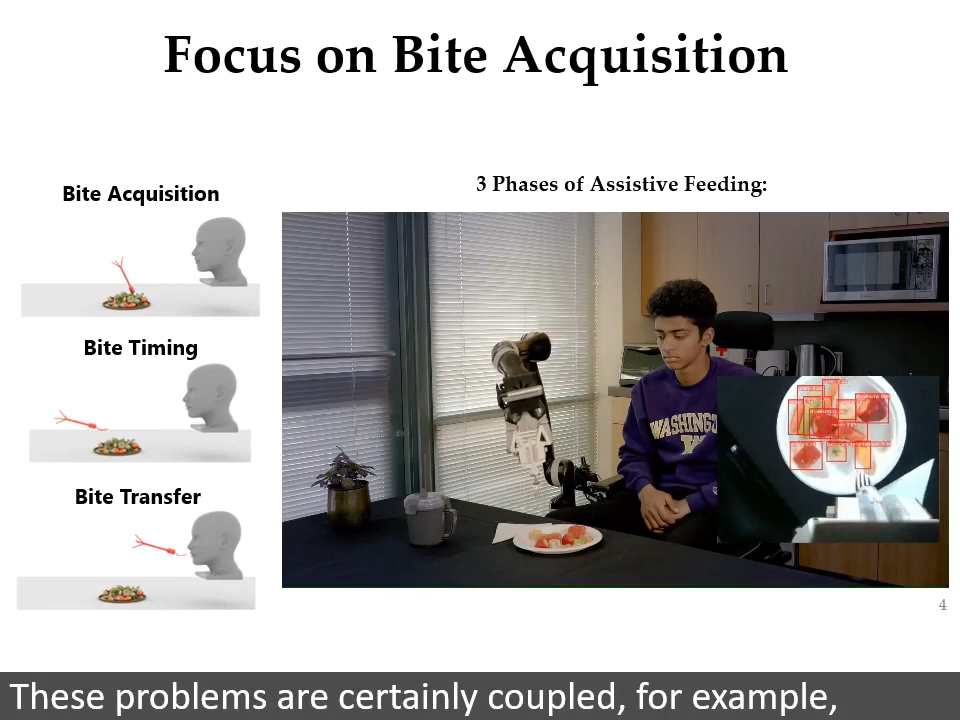 Focus on Bite Acquisition
3 Phases of Assistive Feeding:
Bite Acquisition
Bite Timing
Bite Transfer
WASHINGT
W
4
These problems are certainly coupled, for example,